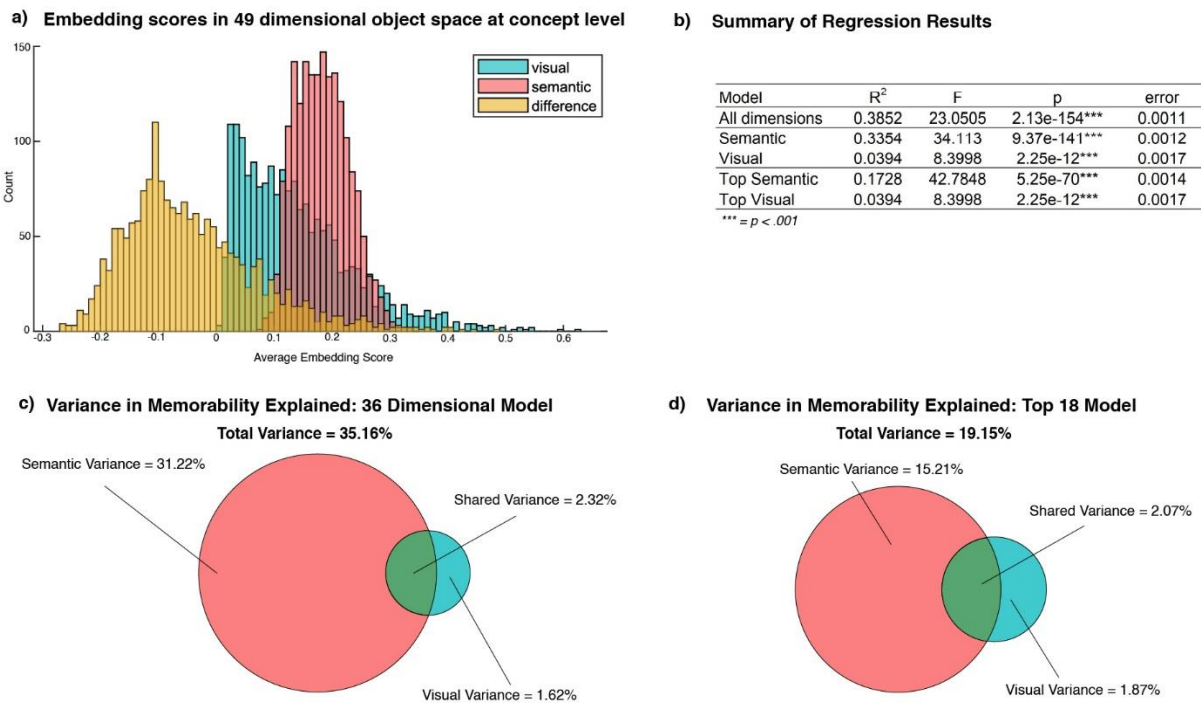 a) Embedding scores in 49 dimensional object space at concept level
150
100
50
0
Count
-0.3 -0.2 -0.1 0 0.1 0.2 0.3 0.4 0.5 0.6
Average Embedding Score
visual
semantic
difference
b) Summary of Regression Results
Model R2 F p error
All dimensions 0.3852 23.0505 2.13e-154*** 0.0011
Semantic 0.3354 34.113 9.37e-141*** 0.0012
Visual 0.0394 8.3998 2.25e-12*** 0.0017
Top Semantic 0.1728 42.7848 5.25e-70*** 0.0014
Top Visual 0.0394 8.3998 2.25e-12*** 0.0017
*** = p < .001
c) Variance in Memorability Explained: 36 Dimensional Model
Total Variance = 35.16%
Semantic Variance = 31.22%
Shared Variance = 2.32%
Visual Variance = 1.62%
d) Variance in Memorability Explained: Top 18 Model
Total Variance = 19.15%
Semantic Variance = 15.21%
Shared Variance = 2.07%
Visual Variance = 1.87%